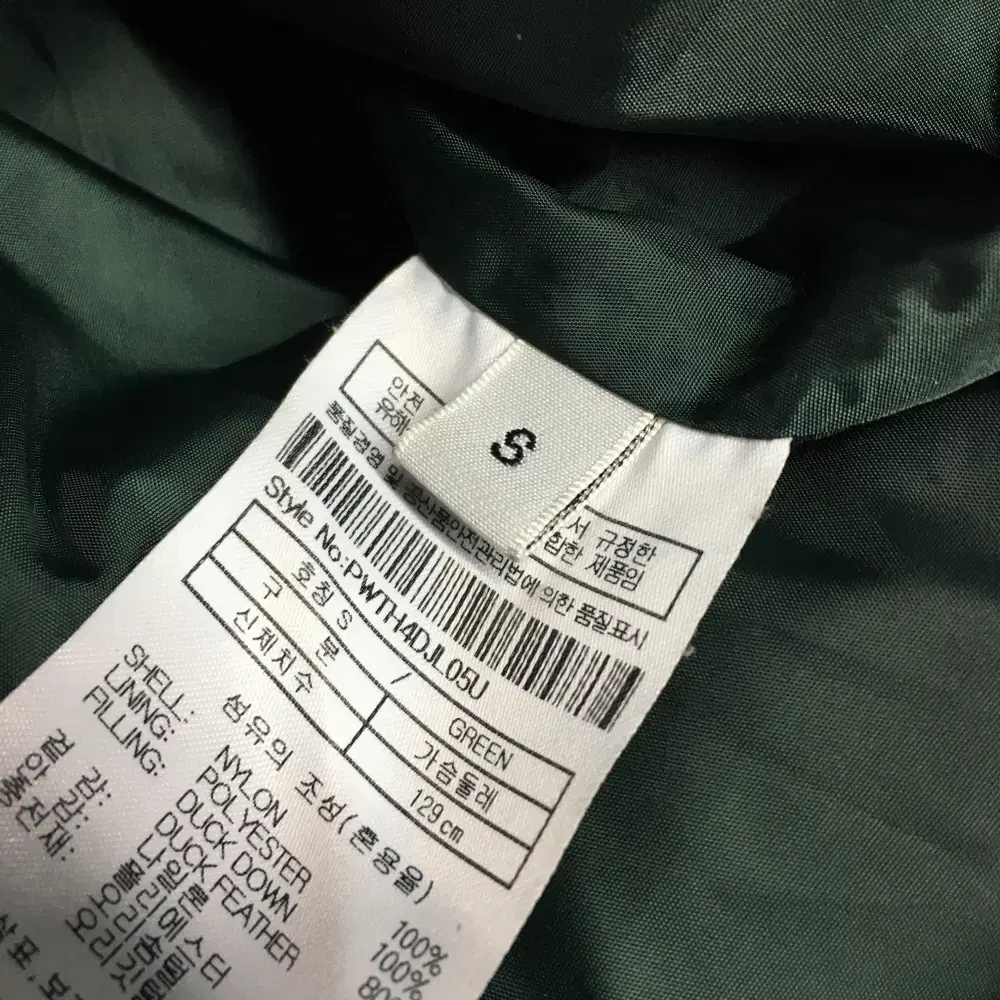 S
안전
유해
서 규정한
합한 제품임
품질경영 및 공산품안전관리법에 의한 품질표시
Style No:PWTH4DJL05U
호칭 S / GREEN
구 분 가슴둘레
신체치수 129cm
섬유의 조성(혼용율)
SHELL: NYLON 100%
LINING: POLYESTER 100%
FILLING: DUCK DOWN
DUCK FEATHER
겉 감: 나일론
안 감: 폴리에스터
충전재: 오리솜털
오리깃털